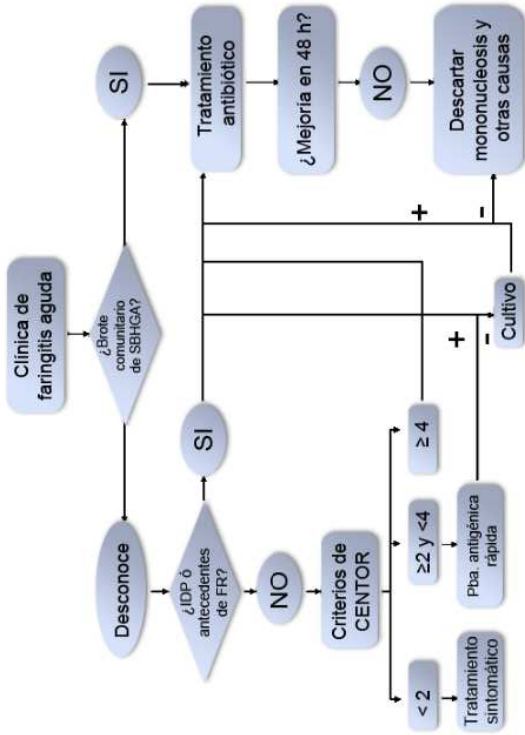 Clínica de
faringitis aguda
¿Brote
comunitario
de SBHGA?
SI
Desconoce
¿IDP ó
antecedentes
de FR?
SI
NO
Criterios de
CENTOR
< 2
≥2 y <4
≥ 4
Tratamiento
sintomático
Pba. antigénica
rápida
+
-
Cultivo
+
-
Tratamiento
antibiótico
¿Mejoría en 48 h?
NO
Descartar
mononucleosis y
otras causas